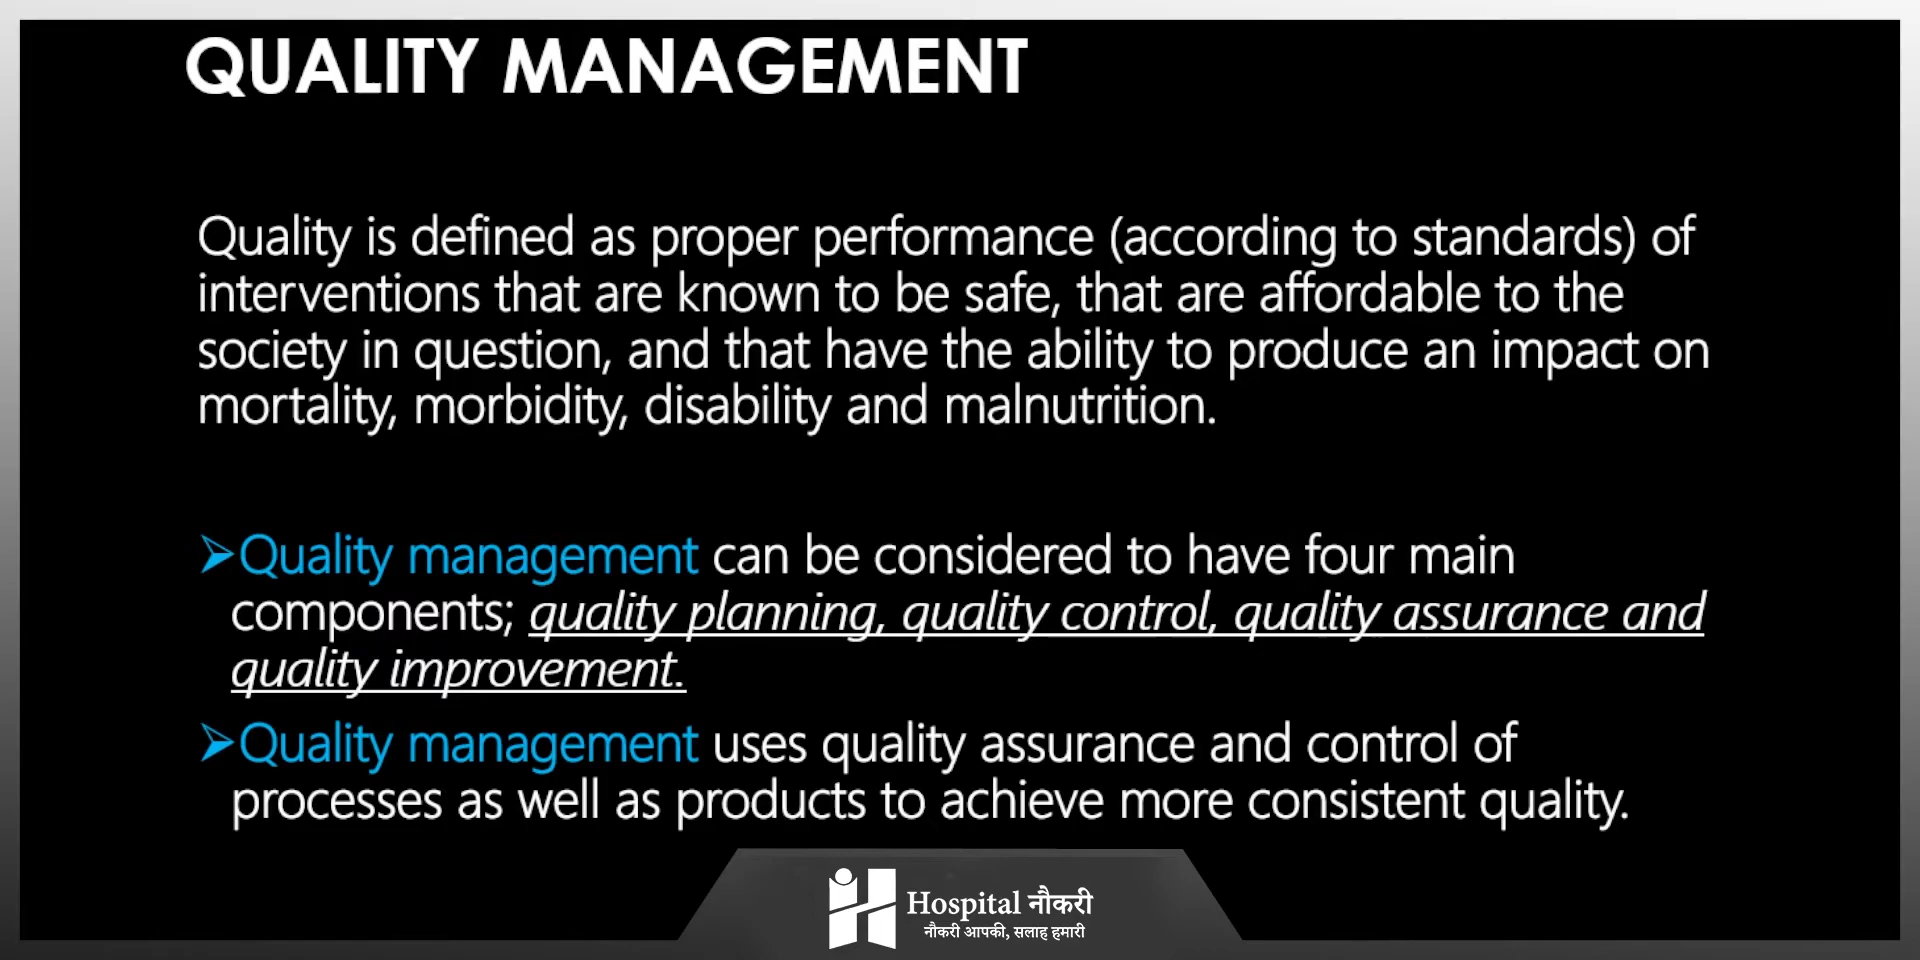 QUALITY MANAGEMENT
Quality is defined as proper performance (according to standards) of
interventions that are known to be safe, that are affordable to the
society in question, and that have the ability to produce an impact on
mortality, morbidity, disability and malnutrition.
➢Quality management can be considered to have four main
components; quality planning, quality control, quality assurance and
quality improvement.
➢Quality management uses quality assurance and control of
processes as well as products to achieve more consistent quality.
Hospital नौकरी
नौकरी आपकी, सलाह हमारी